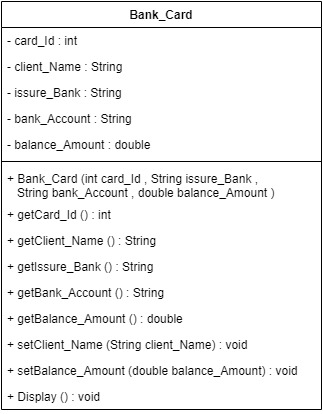 Bank_Card
- card_Id : int
- client_Name : String
- issure_Bank : String
- bank_Account : String
- balance_Amount : double
+ Bank_Card (int card_Id , String issure_Bank ,
String bank_Account , double balance_Amount )
+ getCard_Id () : int
+ getClient_Name () : String
+ getIssure_Bank () : String
+ getBank_Account () : String
+ getBalance_Amount () : double
+ setClient_Name (String client_Name) : void
+ setBalance_Amount (double balance_Amount) : void
+ Display () : void